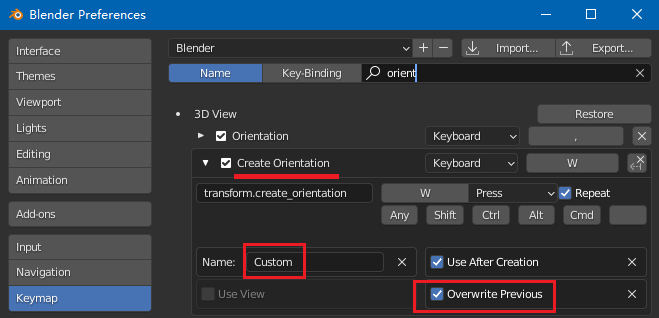 Blender Preferences
Interface
Themes
Viewport
Lights
Editing
Animation
Add-ons
Input
Navigation
Keymap
Blender
Import...
Export...
Name
Key-Binding
orient
3D View
Restore
Orientation
Keyboard
,
Create Orientation
Keyboard
W
transform.create_orientation
W
Press
Repeat
Any
Shift
Ctrl
Alt
Cmd
Name:
Custom
Use After Creation
Use View
Overwrite Previous